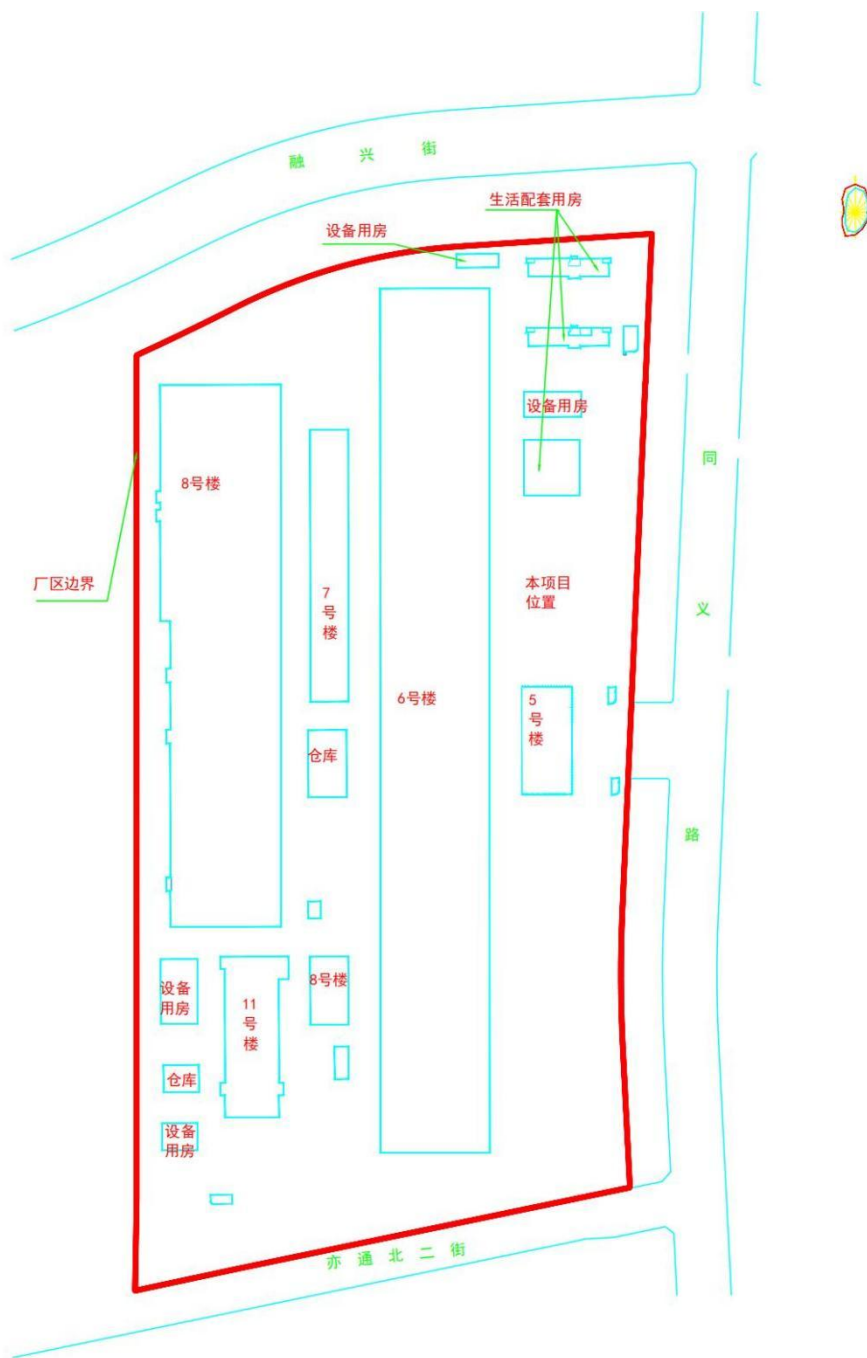 融兴街
生活配套用房
设备用房
设备用房
8号楼
同义路
厂区边界
7号楼
本项目
位置
6号楼
5号楼
仓库
8号楼
设备
用房
11号楼
仓库
设备
用房
亦通北二街